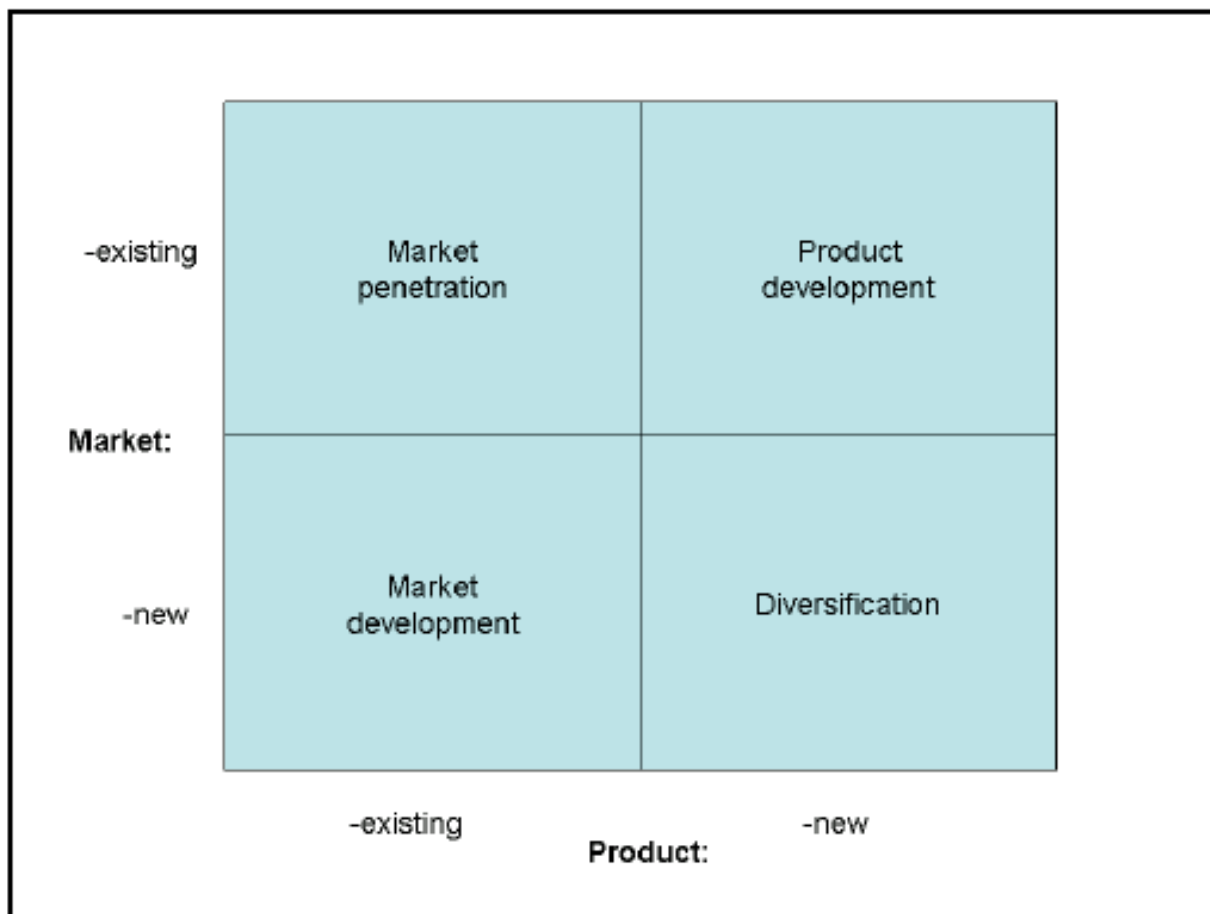 -existing
Market
penetration
Product
development
Market:
-new
Market
development
Diversification
-existing
-new
Product: